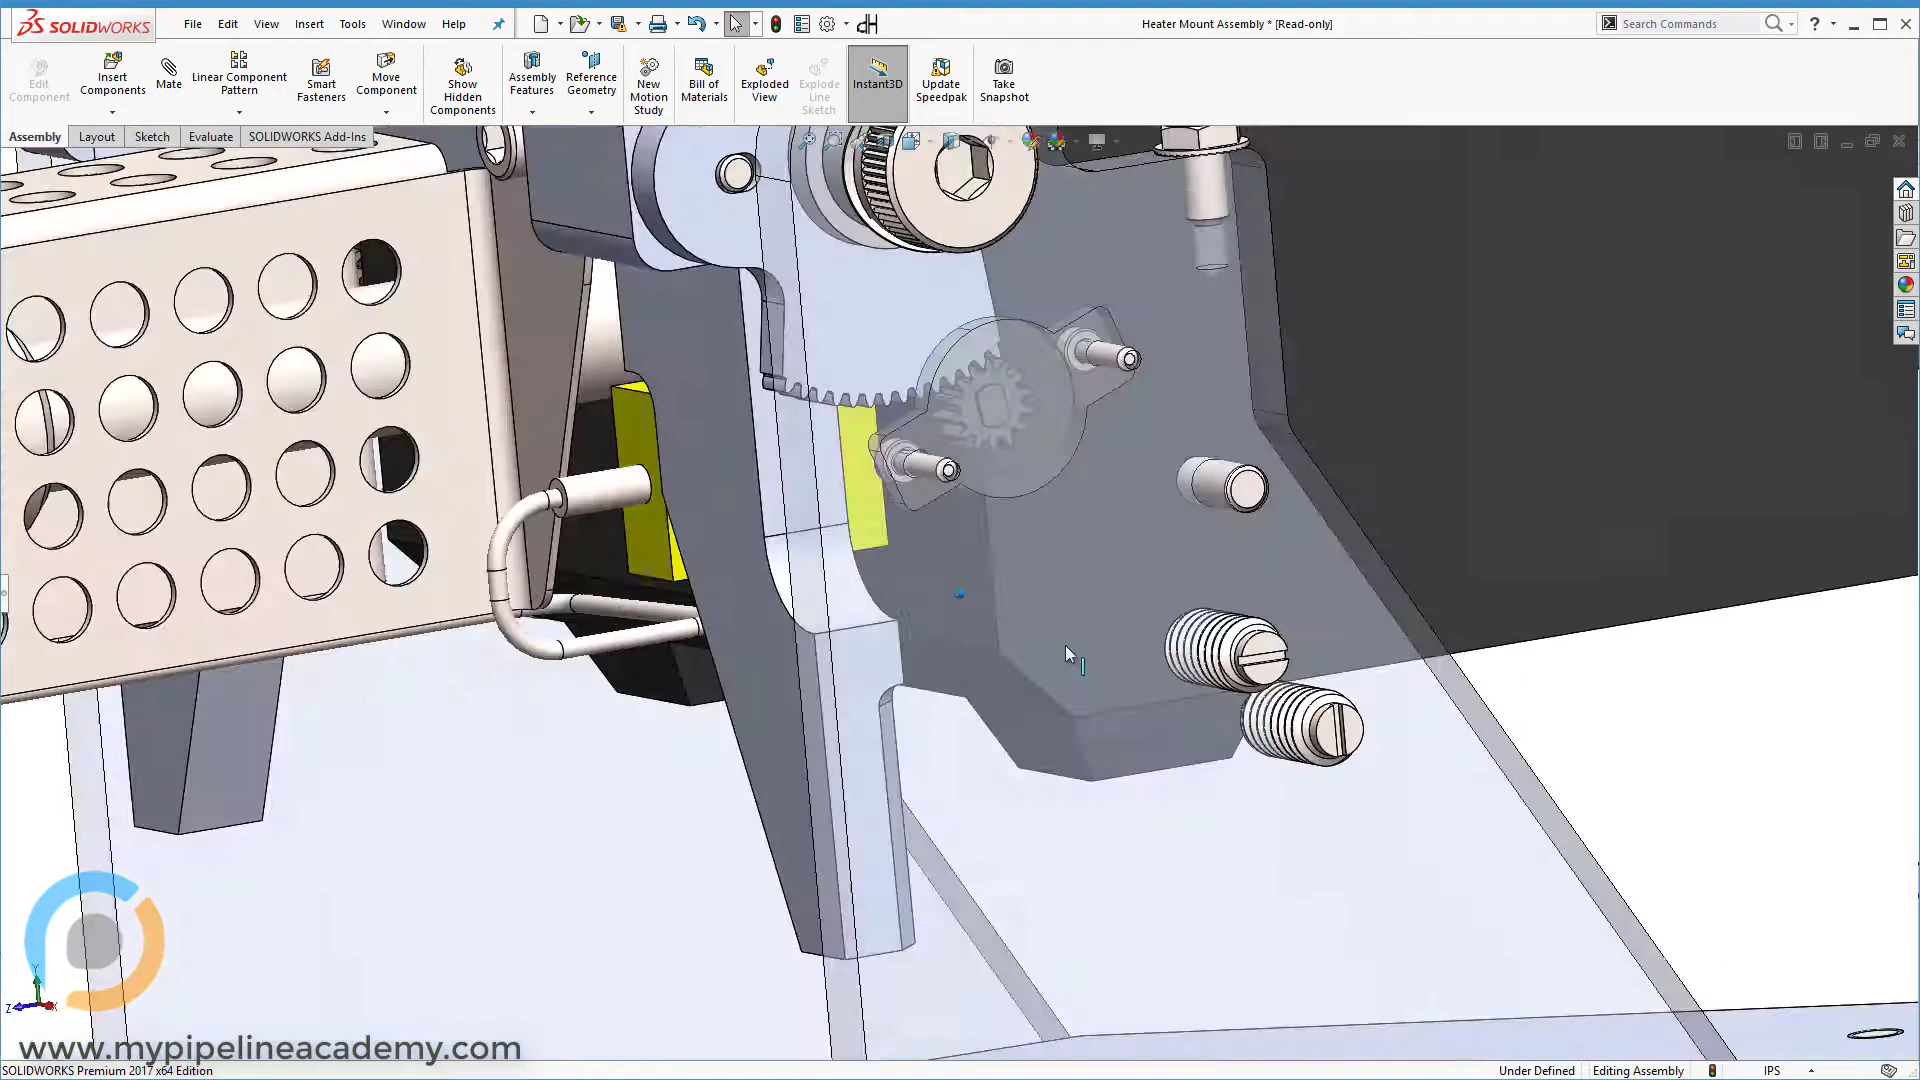 SOLIDWORKS
File Edit View Insert Tools Window Help
Heater Mount Assembly * [Read-only]
Search Commands
?
Edit Component
Insert Components
Mate
Linear Component Pattern
Smart Fasteners
Move Component
Show Hidden Components
Assembly Features
Reference Geometry
New Motion Study
Bill of Materials
Exploded View
Explode Line Sketch
Instant3D
Update Speedpak
Take Snapshot
Assembly Layout Sketch Evaluate SOLIDWORKS Add-Ins
Y
Z
X
www.mypipelineacademy.com
SOLIDWORKS Premium 2017 x64 Edition
Under Defined Editing Assembly IPS